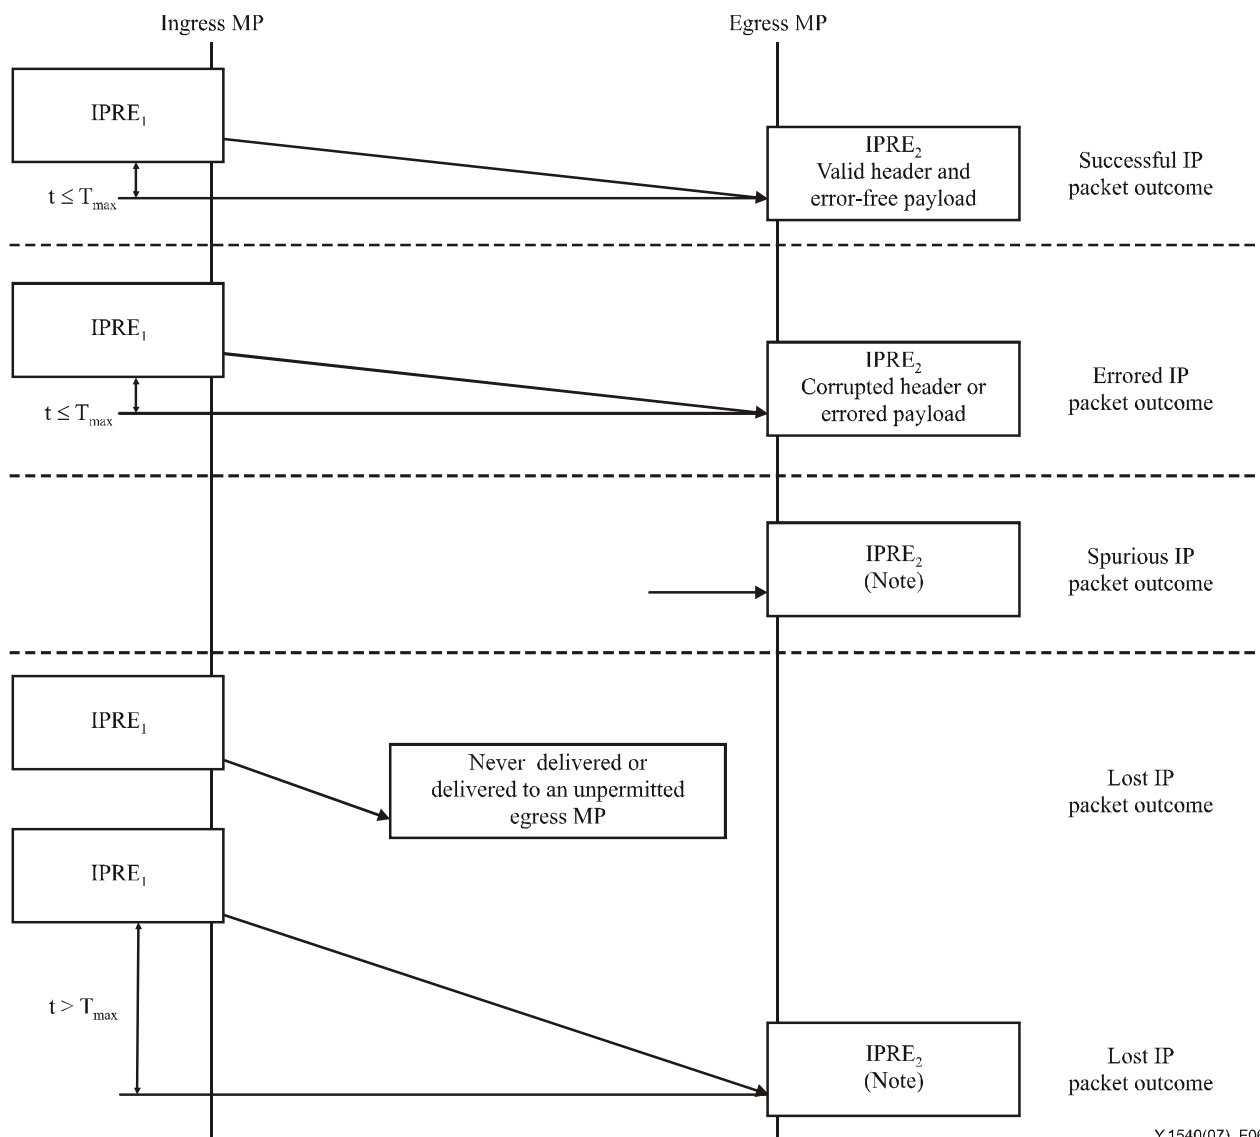 Ingress MP
Egress MP
IPRE₁
t ≤ Tmax
IPRE₂
Valid header and
error-free payload
Successful IP
packet outcome
IPRE₁
t ≤ Tmax
IPRE₂
Corrupted header or
errored payload
Errored IP
packet outcome
IPRE₂
(Note)
Spurious IP
packet outcome
IPRE₁
Never delivered or
delivered to an unpermitted
egress MP
Lost IP
packet outcome
IPRE₁
t > Tmax
IPRE₂
(Note)
Lost IP
packet outcome